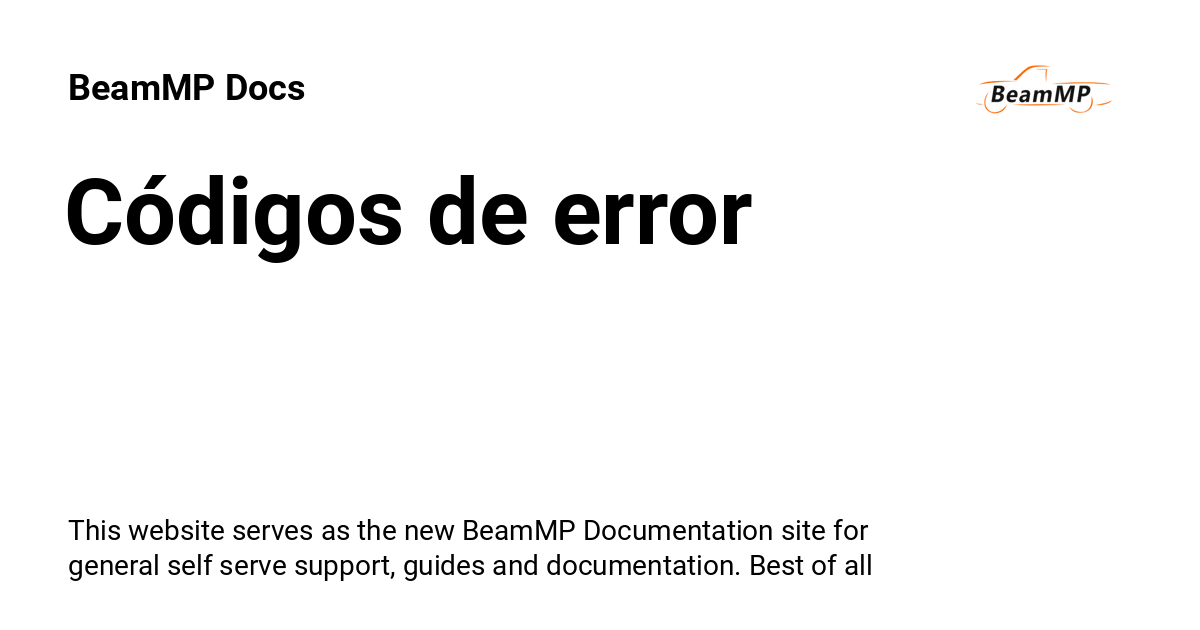 BeamMP Docs
BeamMP
Códigos de error
This website serves as the new BeamMP Documentation site for
general self serve support, guides and documentation. Best of all